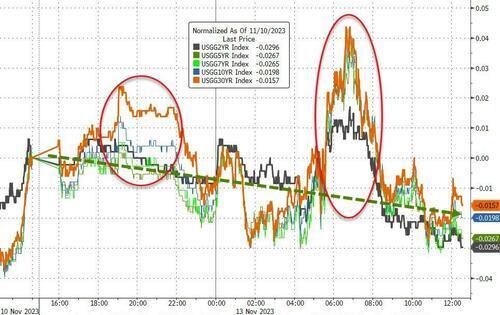 Normalized As Of 11/10/2023
Last Price
USGG2YR Index -0.0296
USGG5YR Index -0.0267
USGG7YR Index -0.0265
USGG10YR Index -0.0198
USGG30YR Index -0.0157
0.05
0.04
0.03
0.02
0.01
0.00
-0.01
-0.0157
-0.0198
-0.0267
-0.0296
-0.04
16:00 18:00 20:00 22:00 00:00 02:00 04:00 06:00 08:00 10:00 12:00
10 Nov 2023 13 Nov 2023